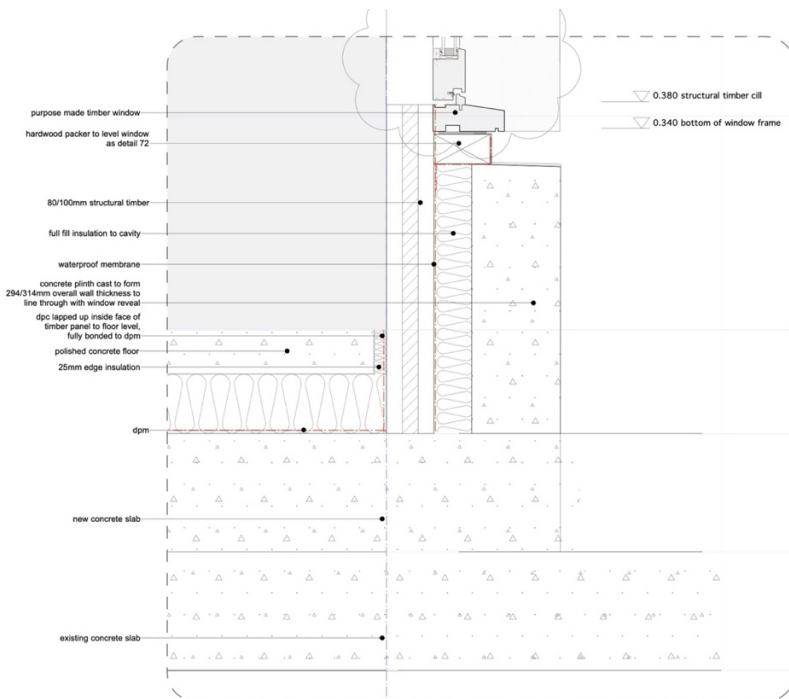 purpose made timber window
hardwood packer to level window
as detail 72
80/100mm structural timber
full fill insulation to cavity
waterproof membrane
concrete plinth cast to form
294/314mm overall wall thickness to
line through with window reveal
dpc lapped up inside face of
timber panel to floor level,
fully bonded to dpm
polished concrete floor
25mm edge insulation
dpm
new concrete slab
existing concrete slab
0.380 structural timber cill
0.340 bottom of window frame